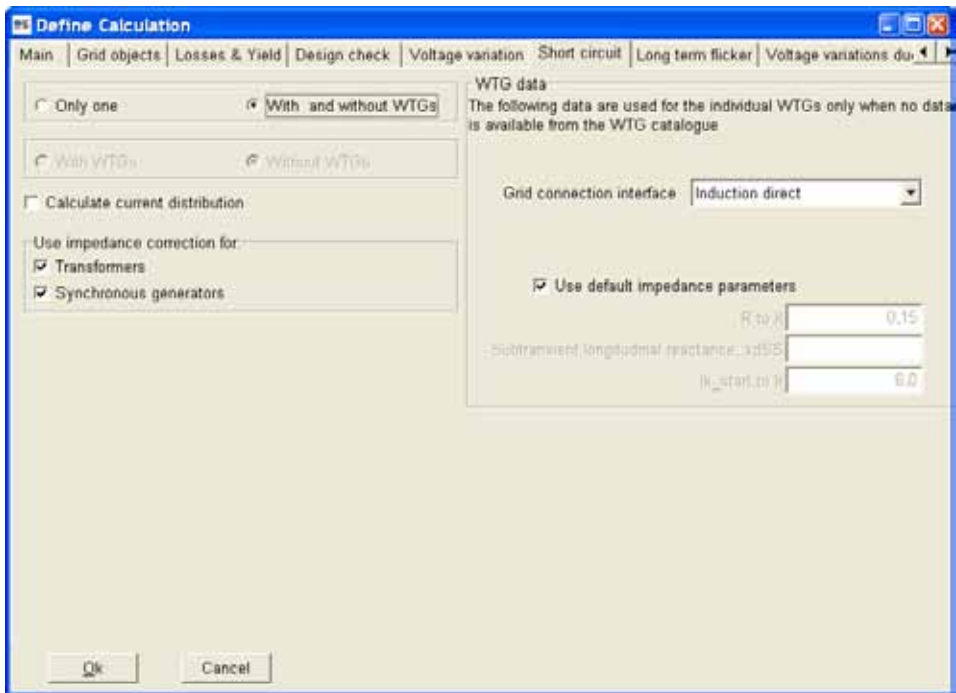 Define Calculation
Main Grid objects Losses & Yield Design check Voltage variation Short circuit Long term flicker Voltage variations du
Only one With and without WTGs
With WTGs Without WTGs
Calculate current distribution
Use impedance correction for
Transformers
Synchronous generators
WTG data
The following data are used for the individual WTGs only when no data
is available from the WTG catalogue
Grid connection interface Induction direct
Use default impedance parameters
R to X 0,15
Subtransient longitudinal reactance, xdSS
Ik_start to Ir 6,0
Ok Cancel